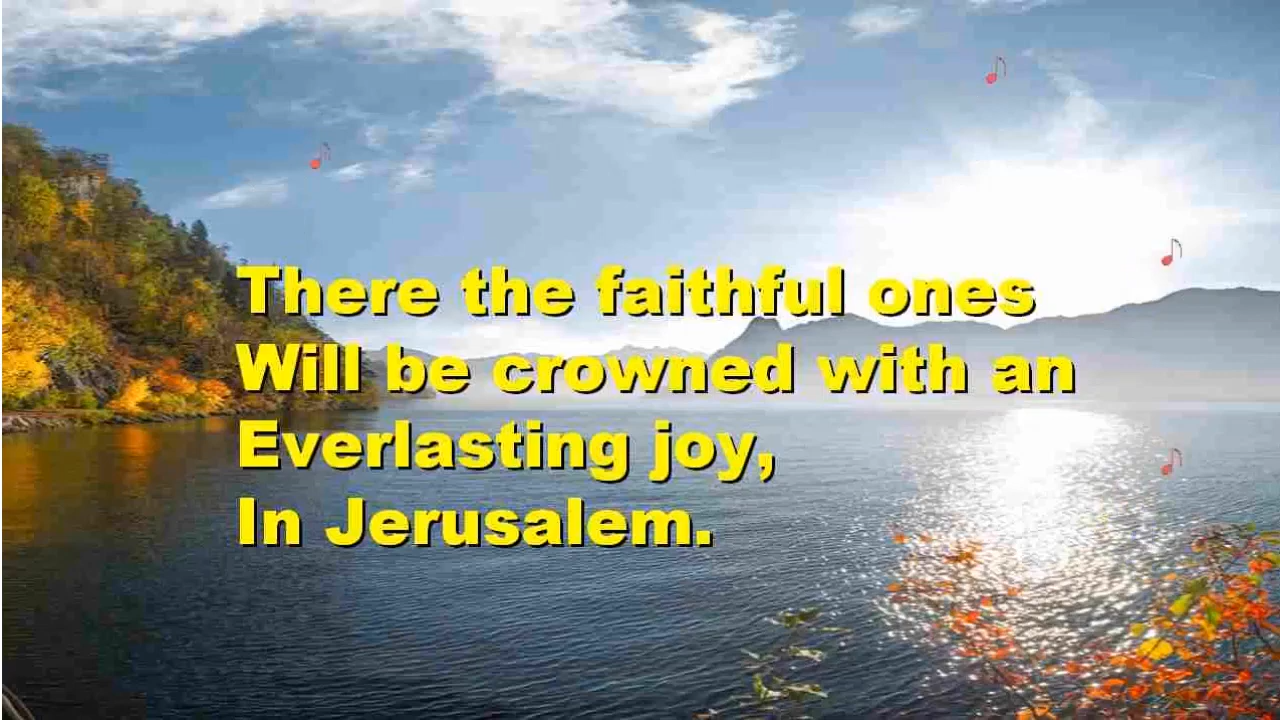 There the faithful ones
Will be crowned with an
Everlasting joy,
In Jerusalem.